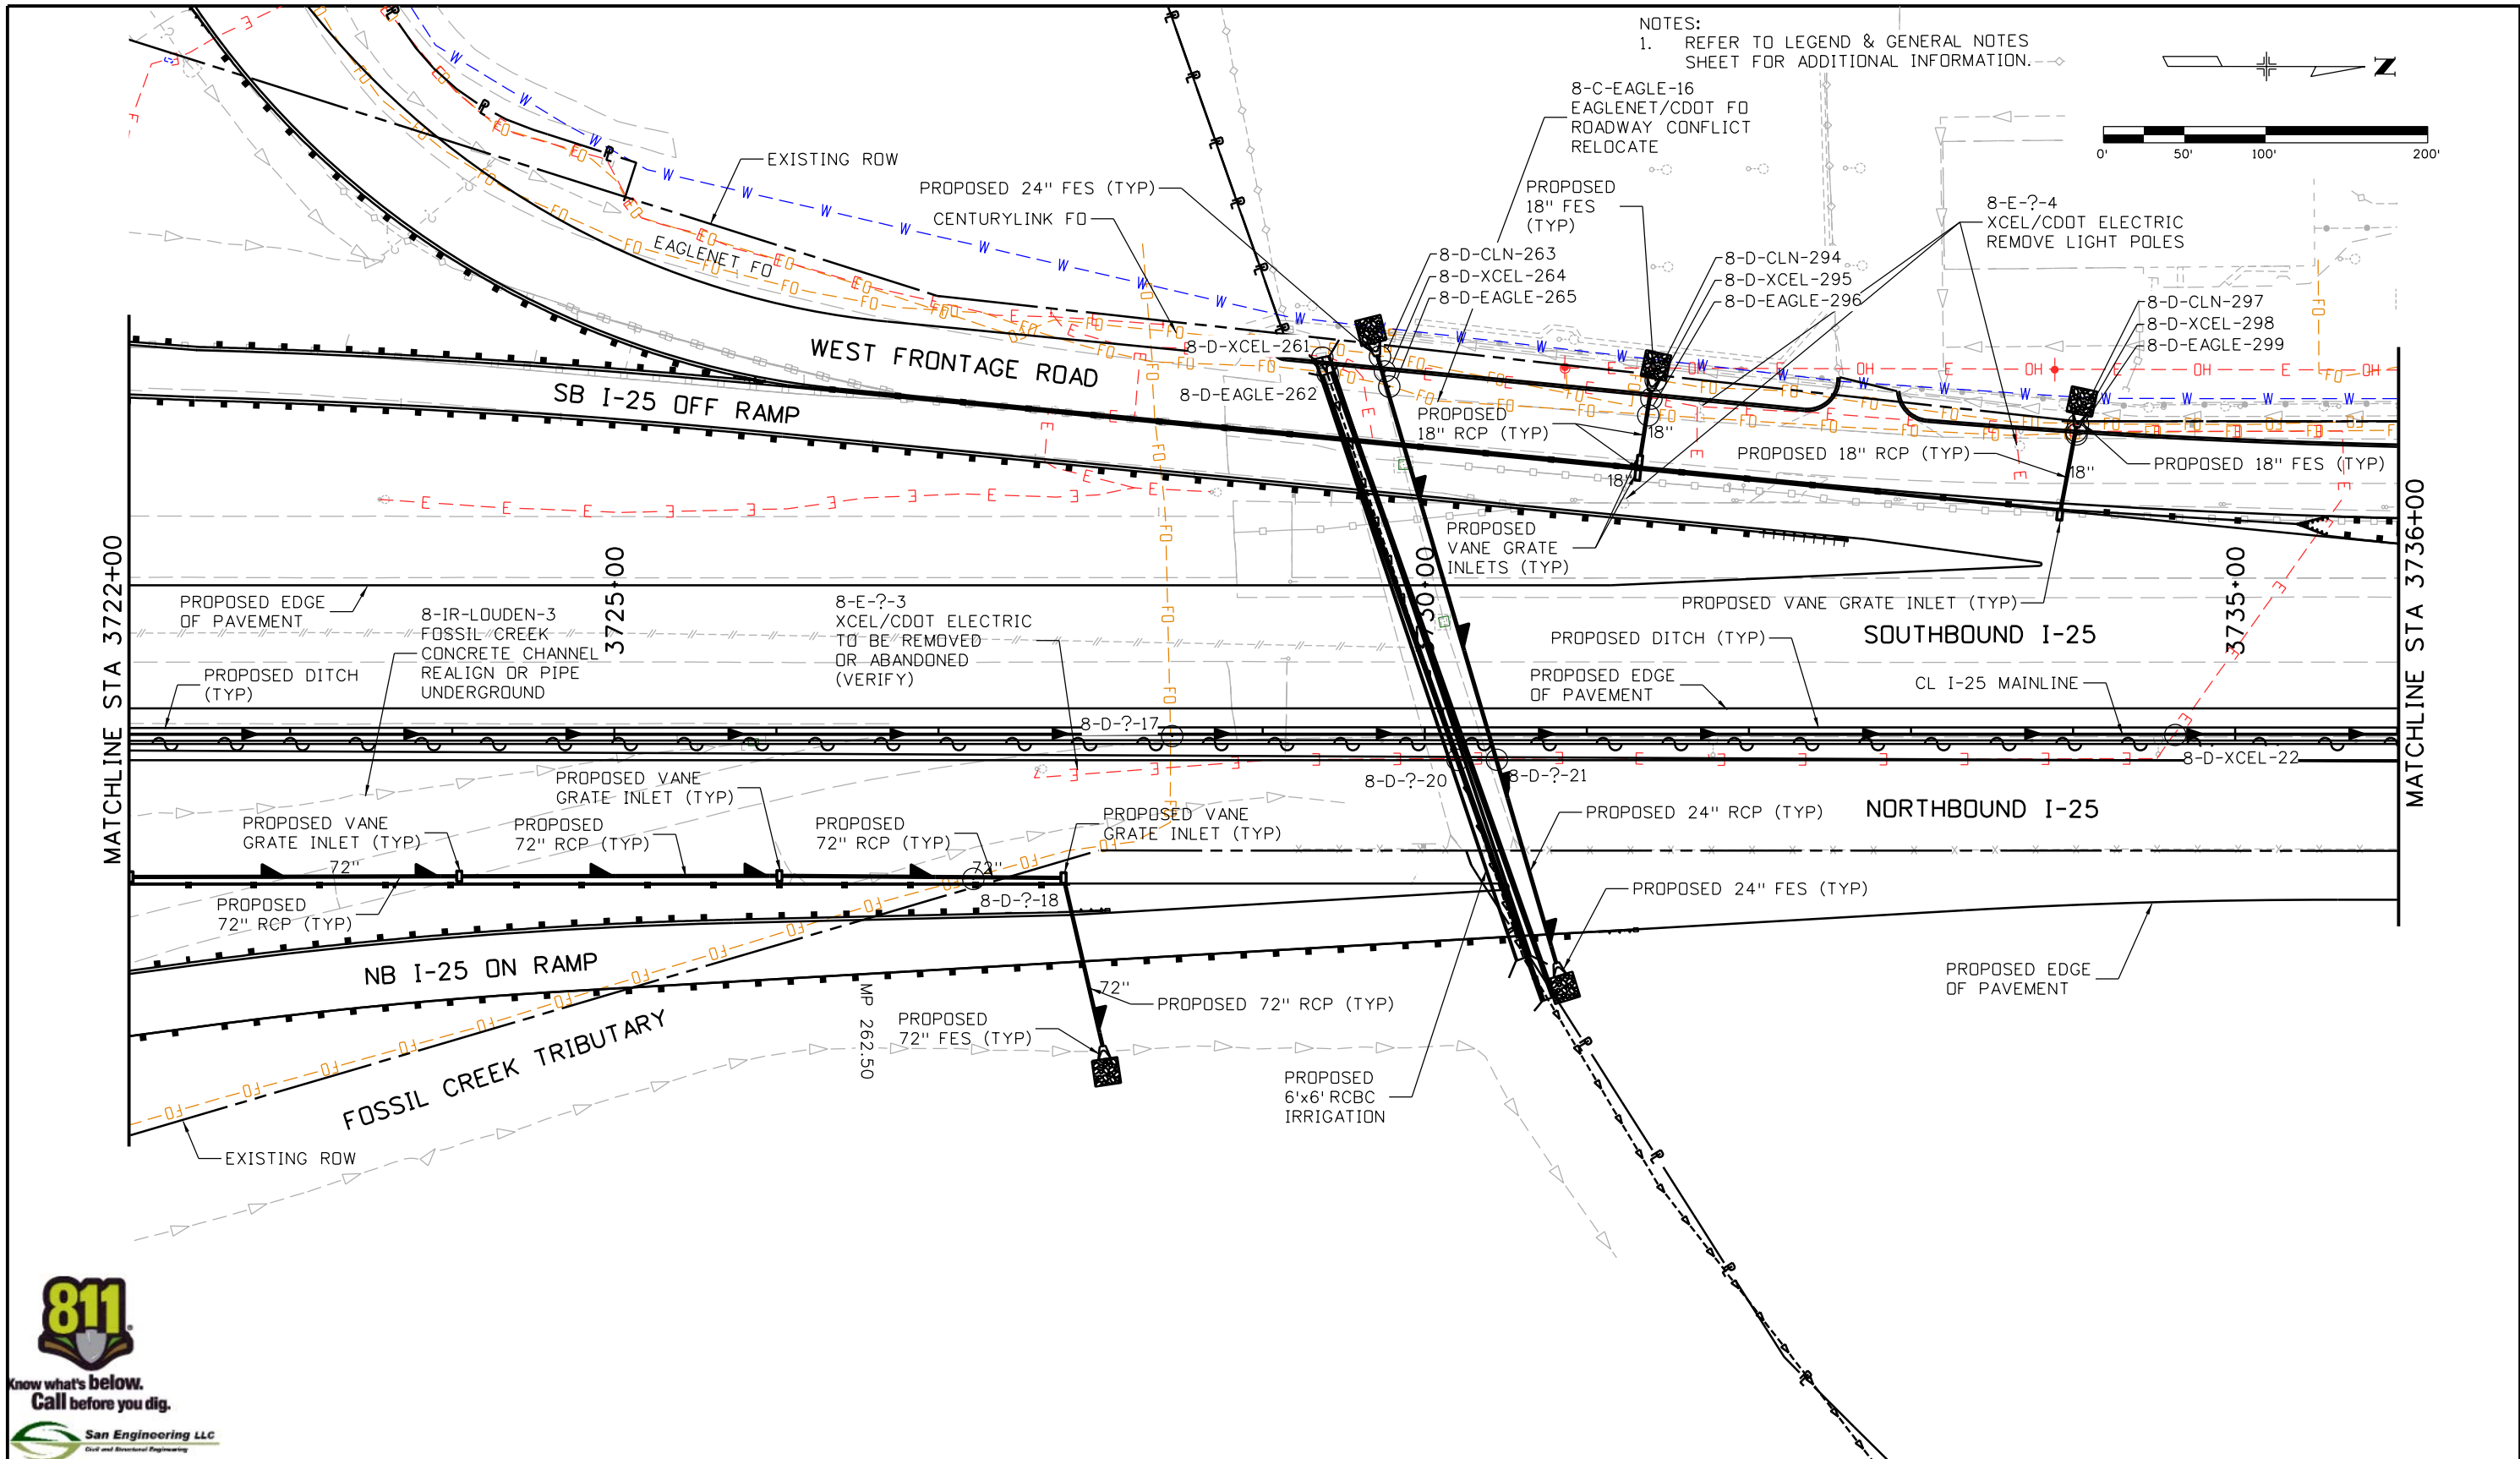 NOTES:
1. REFER TO LEGEND & GENERAL NOTES
SHEET FOR ADDITIONAL INFORMATION.
N
0' 50' 100' 200'
8-C-EAGLE-16
EAGLENET/CDOT FO
ROADWAY CONFLICT
RELOCATE
EXISTING ROW
PROPOSED 24" FES (TYP)
CENTURYLINK FO
EAGLENET FO
PROPOSED
18" FES
(TYP)
8-E-?-4
XCEL/CDOT ELECTRIC
REMOVE LIGHT POLES
8-D-CLN-263
8-D-XCEL-264
8-D-EAGLE-265
8-D-CLN-294
8-D-XCEL-295
8-D-EAGLE-296
8-D-CLN-297
8-D-XCEL-298
8-D-EAGLE-299
8-D-XCEL-261
8-D-EAGLE-262
WEST FRONTAGE ROAD
SB I-25 OFF RAMP
PROPOSED
18" RCP (TYP)
18"
18"
PROPOSED 18" RCP (TYP)
18"
PROPOSED 18" FES (TYP)
PROPOSED
VANE GRATE
INLETS (TYP)
MATCHLINE STA 3722+00
3725+00
3730+00
3735+00
MATCHLINE STA 3736+00
PROPOSED EDGE
OF PAVEMENT
8-IR-LOUDEN-3
FOSSIL CREEK
CONCRETE CHANNEL
REALIGN OR PIPE
UNDERGROUND
8-E-?-3
XCEL/CDOT ELECTRIC
TO BE REMOVED
OR ABANDONED
(VERIFY)
PROPOSED VANE GRATE INLET (TYP)
PROPOSED DITCH (TYP)
SOUTHBOUND I-25
PROPOSED DITCH
(TYP)
PROPOSED EDGE
OF PAVEMENT
CL I-25 MAINLINE
8-D-?-17
8-D-?-20
8-D-?-21
8-D-XCEL-22
PROPOSED VANE
GRATE INLET (TYP)
PROPOSED VANE
GRATE INLET (TYP)
PROPOSED
72" RCP (TYP)
PROPOSED
72" RCP (TYP)
PROPOSED VANE
GRATE INLET (TYP)
PROPOSED 24" RCP (TYP)
NORTHBOUND I-25
72"
72"
PROPOSED
72" RCP (TYP)
8-D-?-18
PROPOSED 24" FES (TYP)
NB I-25 ON RAMP
MP 262.50
72"
PROPOSED 72" RCP (TYP)
PROPOSED EDGE
OF PAVEMENT
PROPOSED
72" FES (TYP)
FOSSIL CREEK TRIBUTARY
PROPOSED
6'x6' RCBC
IRRIGATION
EXISTING ROW
811
Know what's below.
Call before you dig.
San Engineering LLC
Civil and Structural Engineering